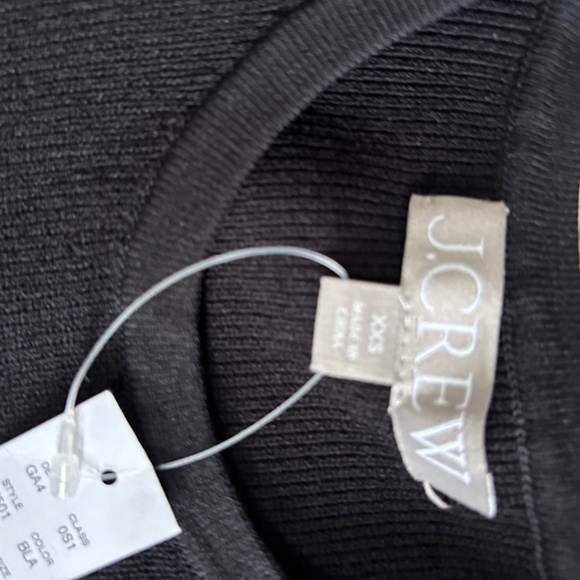 J.CREW
XXS
MADE IN
CHINA
CLASS
GA4
0S1
STYLE
COLOR
BLA